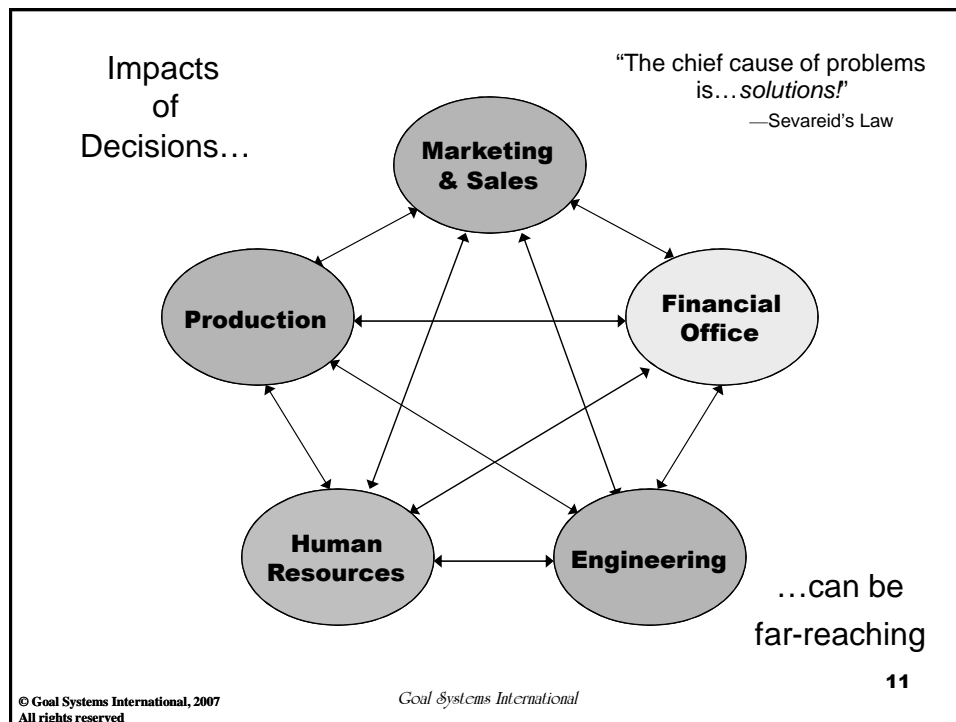 Impacts
of
Decisions…
“The chief cause of problems
is…solutions!”
—Sevareid’s Law
Marketing
& Sales
Production
Financial
Office
Human
Resources
Engineering
…can be
far-reaching
11
© Goal Systems International, 2007
All rights reserved
Goal Systems International